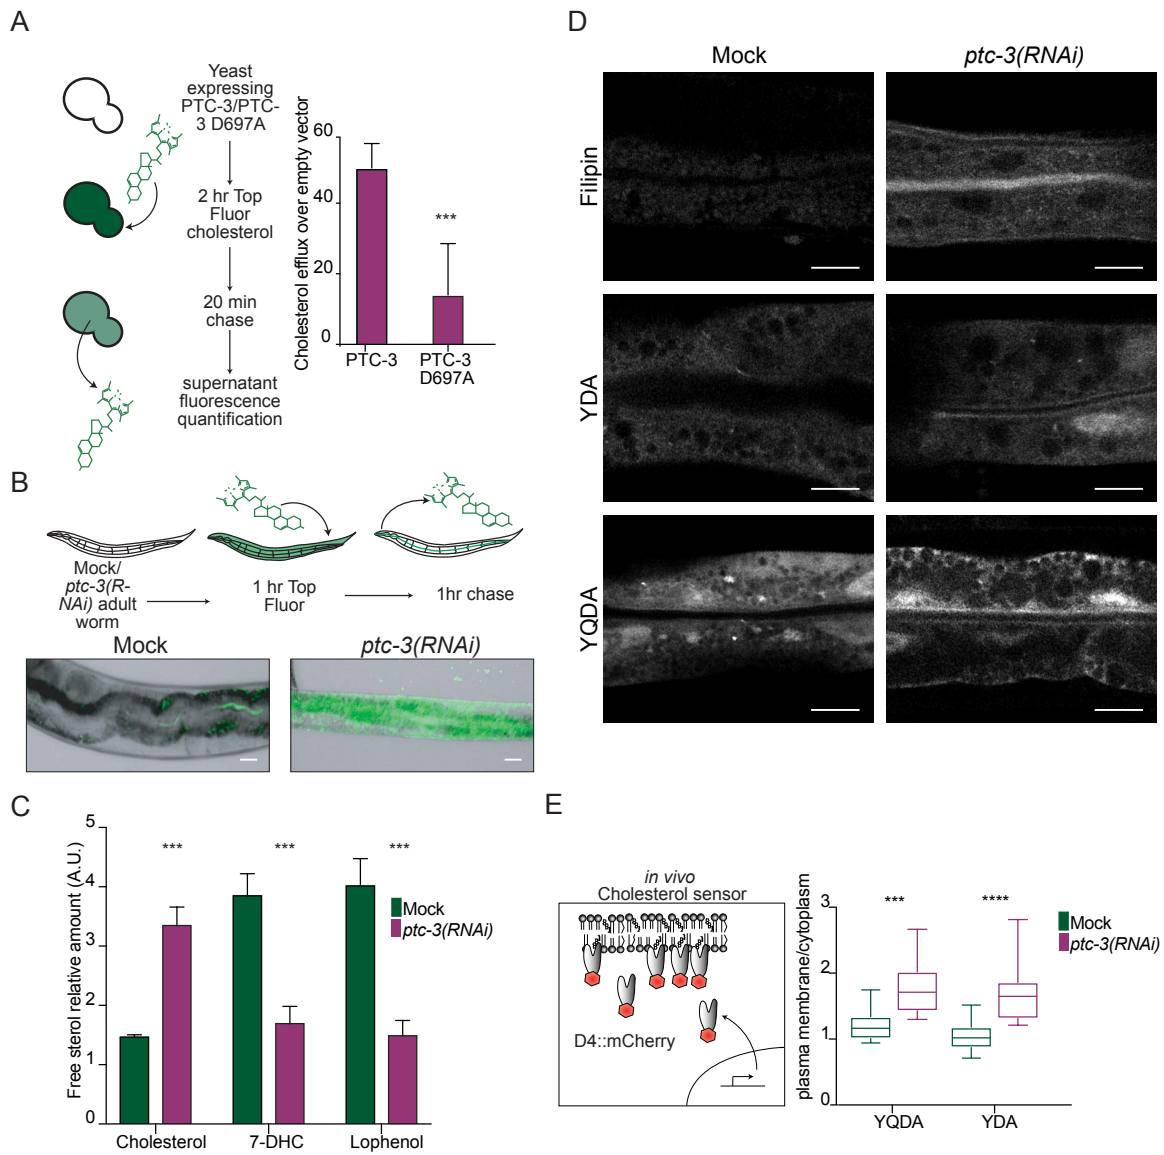 A
Yeast
expressing
PTC-3/PTC-
3 D697A
2 hr Top
Fluor
cholesterol
20 min
chase
supernatant
fluorescence
quantification
Cholesterol efflux over empty vector
60
40
20
0
***
PTC-3
PTC-3
D697A
B
Mock/
ptc-3(R-
NAi) adult
worm
1 hr Top
Fluor
1hr chase
Mock
ptc-3(RNAi)
C
Free sterol relative amount (A.U.)
5
4
3
2
1
0
***
***
***
Mock
ptc-3(RNAi)
Cholesterol
7-DHC
Lophenol
D
Mock
ptc-3(RNAi)
Filipin
YDA
YQDA
E
in vivo
Cholesterol sensor
D4::mCherry
plasma membrane/cytoplasm
3
2
1
0
***
****
Mock
ptc-3(RNAi)
YQDA
YDA